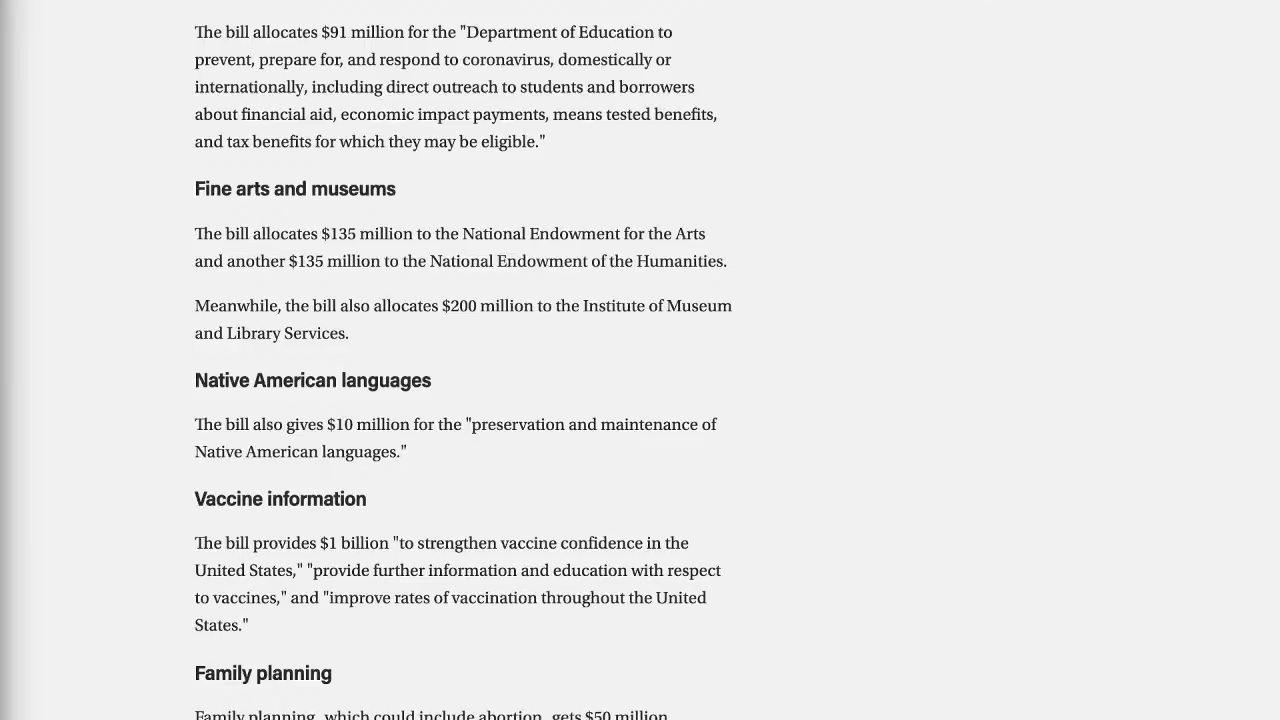 The bill allocates $91 million for the "Department of Education to
prevent, prepare for, and respond to coronavirus, domestically or
internationally, including direct outreach to students and borrowers
about financial aid, economic impact payments, means tested benefits,
and tax benefits for which they may be eligible."
Fine arts and museums
The bill allocates $135 million to the National Endowment for the Arts
and another $135 million to the National Endowment of the Humanities.
Meanwhile, the bill also allocates $200 million to the Institute of Museum
and Library Services.
Native American languages
The bill also gives $10 million for the "preservation and maintenance of
Native American languages."
Vaccine information
The bill provides $1 billion "to strengthen vaccine confidence in the
United States," "provide further information and education with respect
to vaccines," and "improve rates of vaccination throughout the United
States."
Family planning
Family planning, which could include abortion, gets $50 million.